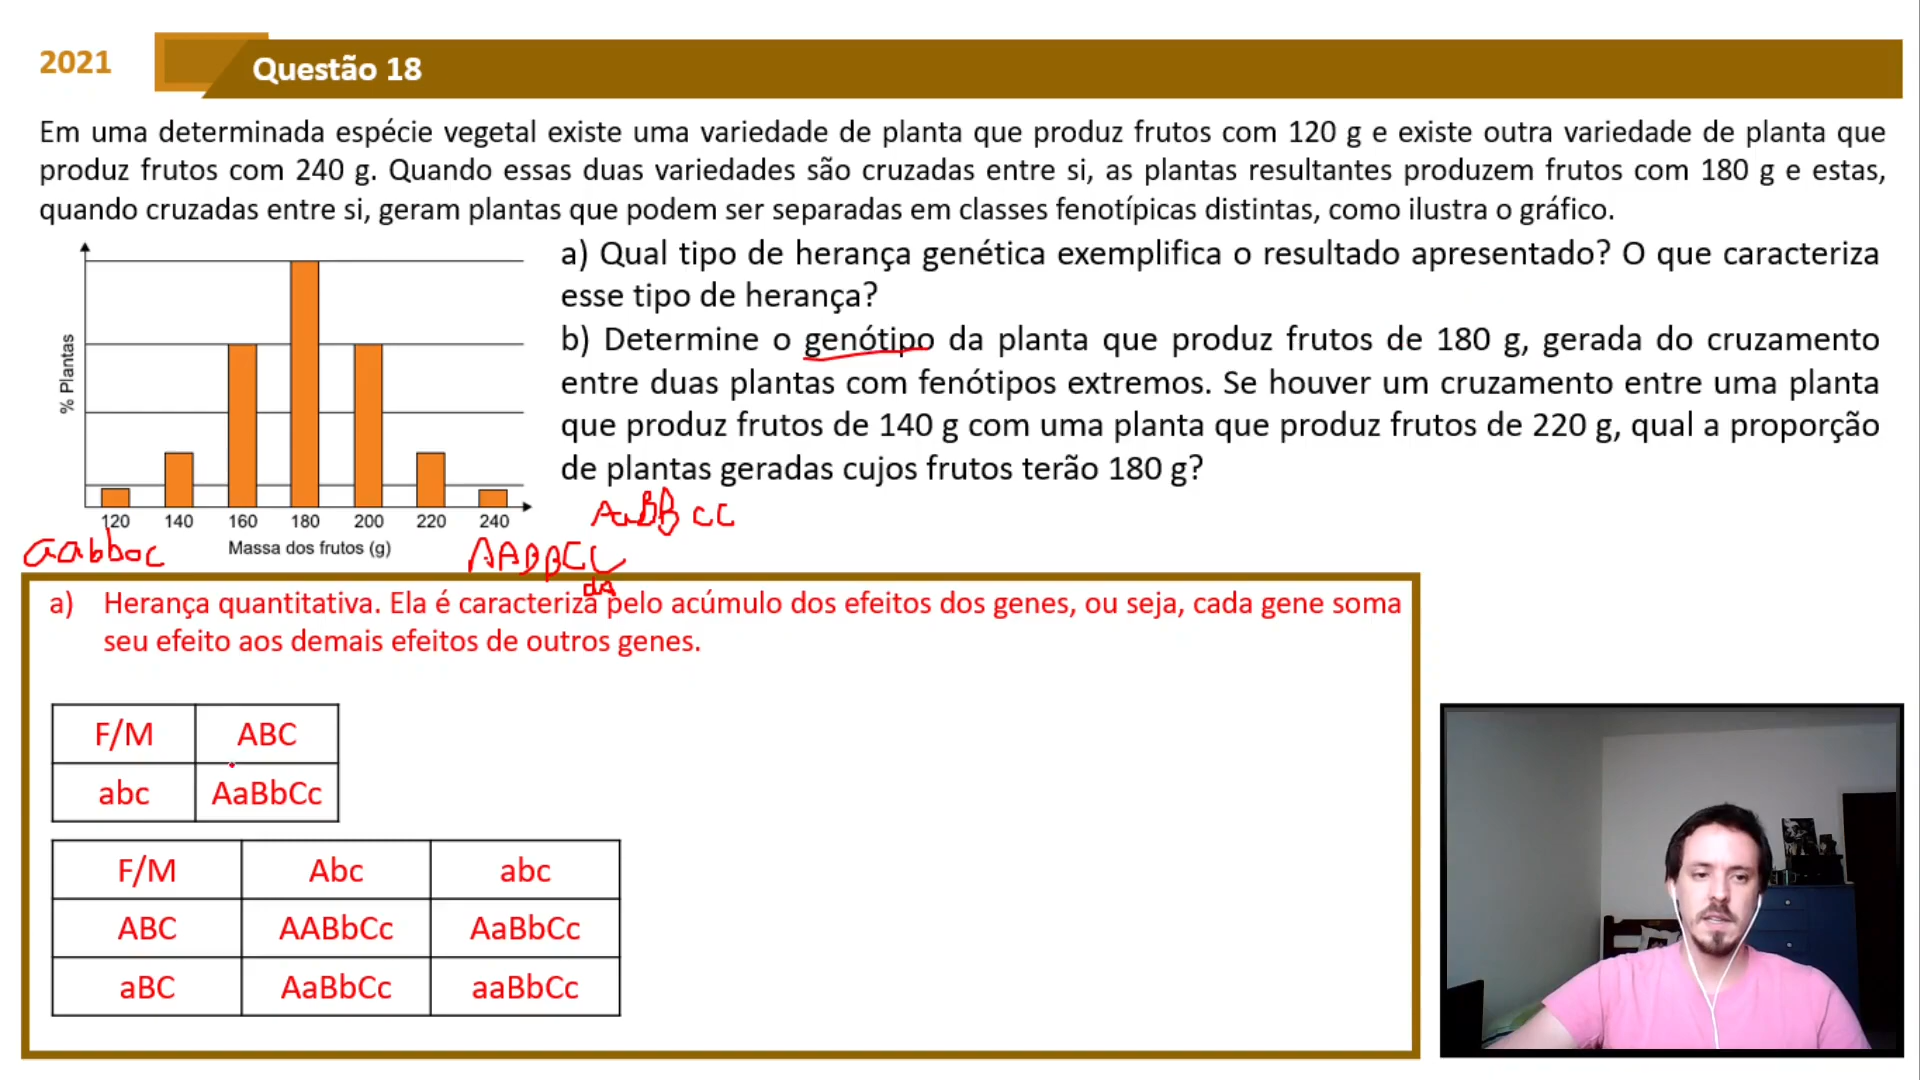 2021
Questão 18
Em uma determinada espécie vegetal existe uma variedade de planta que produz frutos com 120 g e existe outra variedade de planta que
produz frutos com 240 g. Quando essas duas variedades são cruzadas entre si, as plantas resultantes produzem frutos com 180 g e estas,
quando cruzadas entre si, geram plantas que podem ser separadas em classes fenotípicas distintas, como ilustra o gráfico.
% Plantas
120 140 160 180 200 220 240
Massa dos frutos (g)
a) Qual tipo de herança genética exemplifica o resultado apresentado? O que caracteriza
esse tipo de herança?
b) Determine o genótipo da planta que produz frutos de 180 g, gerada do cruzamento
entre duas plantas com fenótipos extremos. Se houver um cruzamento entre uma planta
que produz frutos de 140 g com uma planta que produz frutos de 220 g, qual a proporção
de plantas geradas cujos frutos terão 180 g?
AaBB CC
AABBCC
a) Herança quantitativa. Ela é caracteriza pelo acúmulo dos efeitos dos genes, ou seja, cada gene soma
seu efeito aos demais efeitos de outros genes.
F/M ABC
abc AaBbCc
F/M Abc abc
ABC AABbCc AaBbCc
aBC AaBbCc aaBbCc